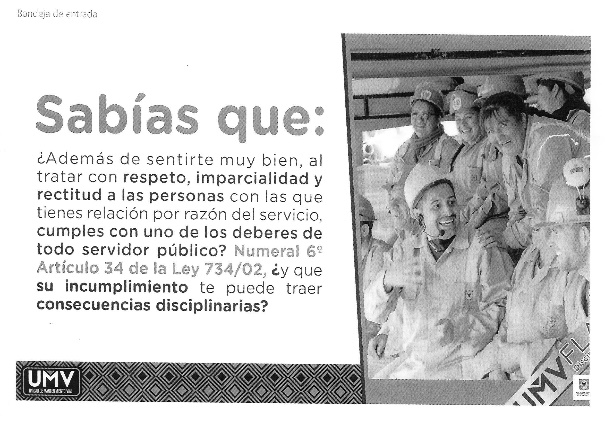 Bandeja de entrada
Sabías que:
¿Además de sentirte muy bien, al
tratar con respeto, imparcialidad y
rectitud a las personas con las que
tienes relación por razón del servicio,
cumples con uno de los deberes de
todo servidor público? Numeral 6º
Artículo 34 de la Ley 734/02, ¿y que
su incumplimiento te puede traer
consecuencias disciplinarias?
UMV
UMV